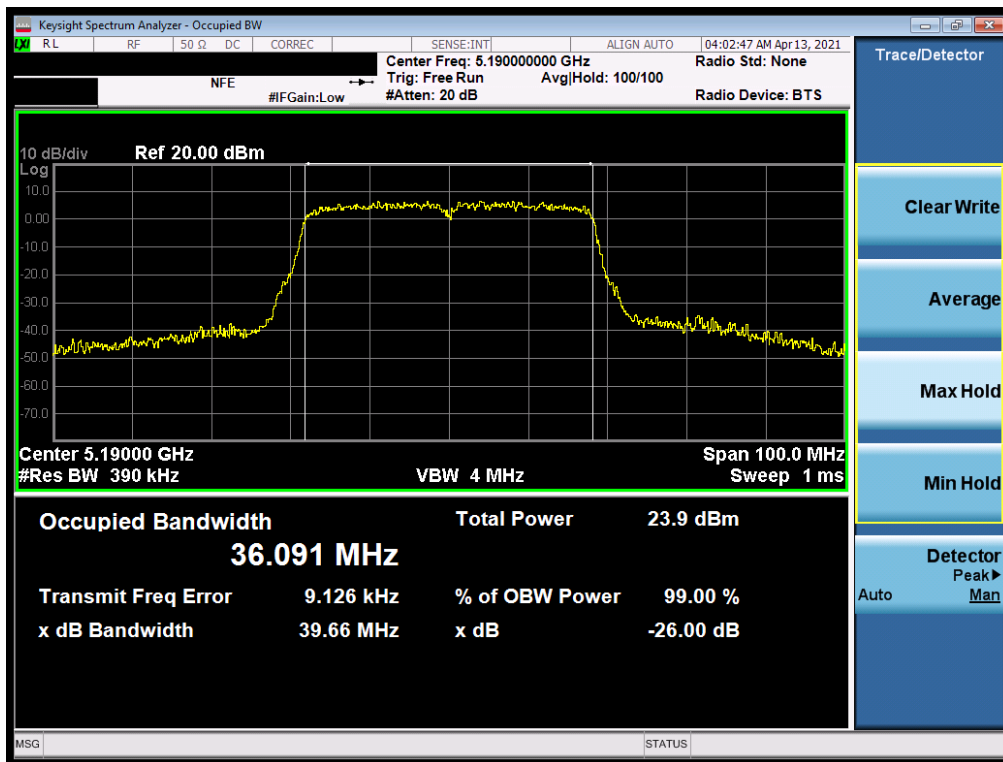 Keysight Spectrum Analyzer - Occupied BW
LXI RL RF 50 Ω DC CORREC SENSE:INT ALIGN AUTO 04:02:47 AM Apr 13, 2021
Center Freq: 5.190000000 GHz Radio Std: None
NFE Trig: Free Run Avg|Hold: 100/100
#IFGain:Low #Atten: 20 dB Radio Device: BTS
Trace/Detector
10 dB/div Ref 20.00 dBm
Log
10.0
0.00
-10.0
-20.0
-30.0
-40.0
-50.0
-60.0
-70.0
Center 5.19000 GHz Span 100.0 MHz
#Res BW 390 kHz VBW 4 MHz Sweep 1 ms
Occupied Bandwidth Total Power 23.9 dBm
36.091 MHz
Transmit Freq Error 9.126 kHz % of OBW Power 99.00 %
x dB Bandwidth 39.66 MHz x dB -26.00 dB
Clear Write
Average
Max Hold
Min Hold
Detector
Peak▶
Auto Man
MSG STATUS